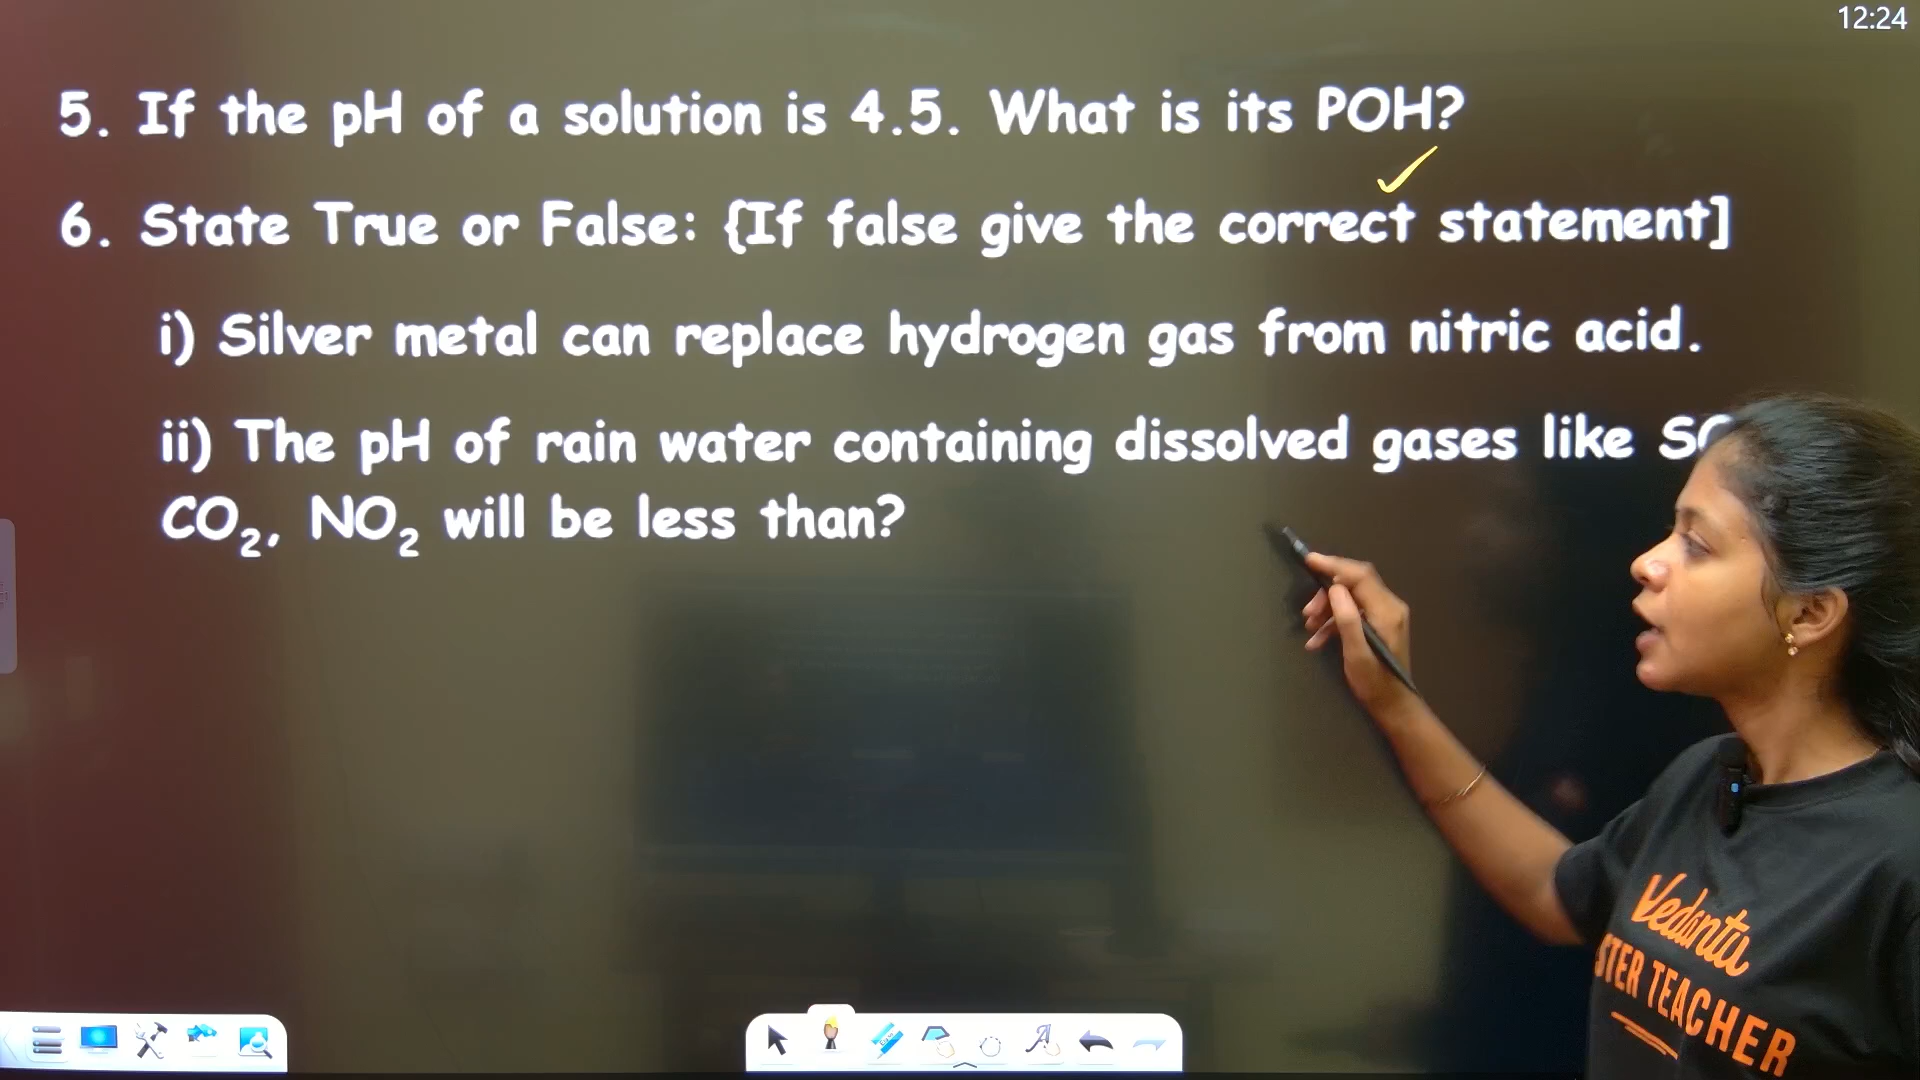 12:24
5. If the pH of a solution is 4.5. What is its POH?
6. State True or False: {If false give the correct statement]
i) Silver metal can replace hydrogen gas from nitric acid.
ii) The pH of rain water containing dissolved gases like
CO₂, NO₂ will be less than?
Vedantu
TEACHER